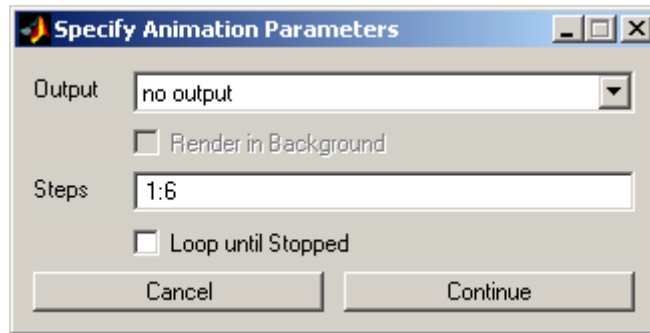 Specify Animation Parameters
Output no output
Render in Background
Steps 1:6
Loop until Stopped
Cancel Continue